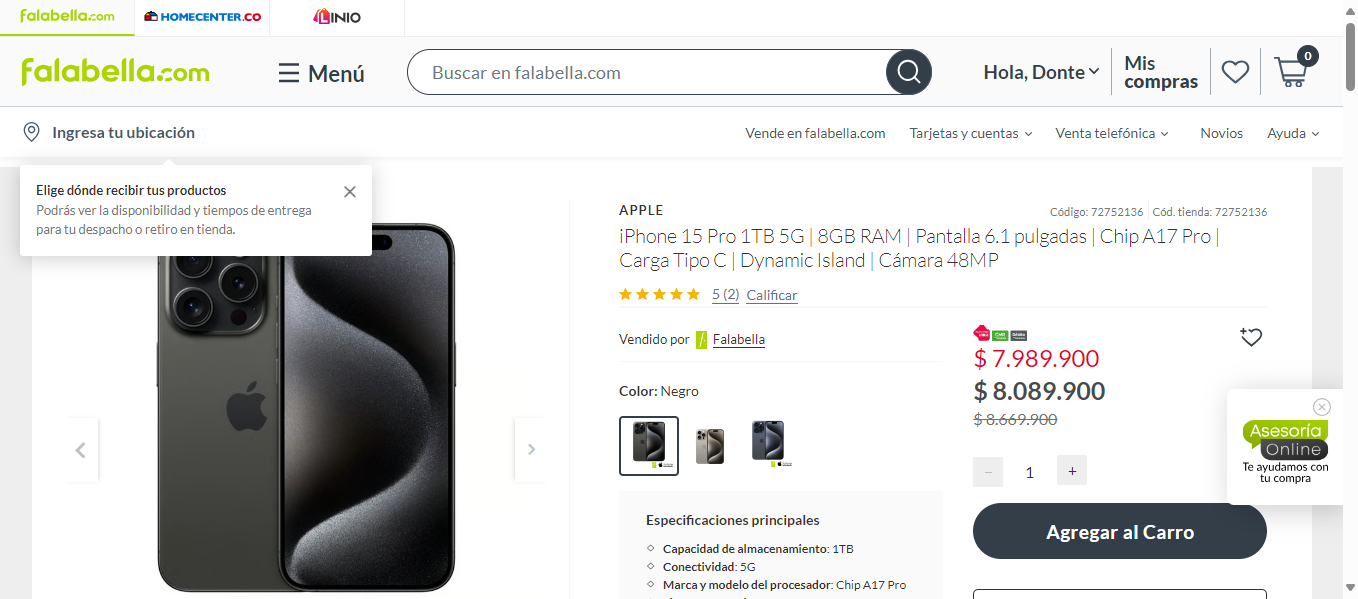 falabella.com
HOMECENTER.CO
LINIO
falabella.com
Menú
Buscar en falabella.com
Hola, Donte
Mis
compras
0
Ingresa tu ubicación
Vende en falabella.com
Tarjetas y cuentas
Venta telefónica
Novios
Ayuda
Elige dónde recibir tus productos
Podrás ver la disponibilidad y tiempos de entrega
para tu despacho o retiro en tienda.
APPLE
Código: 72752136
Cód. tienda: 72752136
iPhone 15 Pro 1TB 5G | 8GB RAM | Pantalla 6.1 pulgadas | Chip A17 Pro |
Carga Tipo C | Dynamic Island | Cámara 48MP
5 (2)
Calificar
Vendido por
Falabella
$ 7.989.900
$ 8.089.900
$ 8.669.900
Color: Negro
Asesoría
Online
Te ayudamos con
tu compra
−
1
+
Agregar al Carro
Especificaciones principales
Capacidad de almacenamiento: 1TB
Conectividad: 5G
Marca y modelo del procesador: Chip A17 Pro